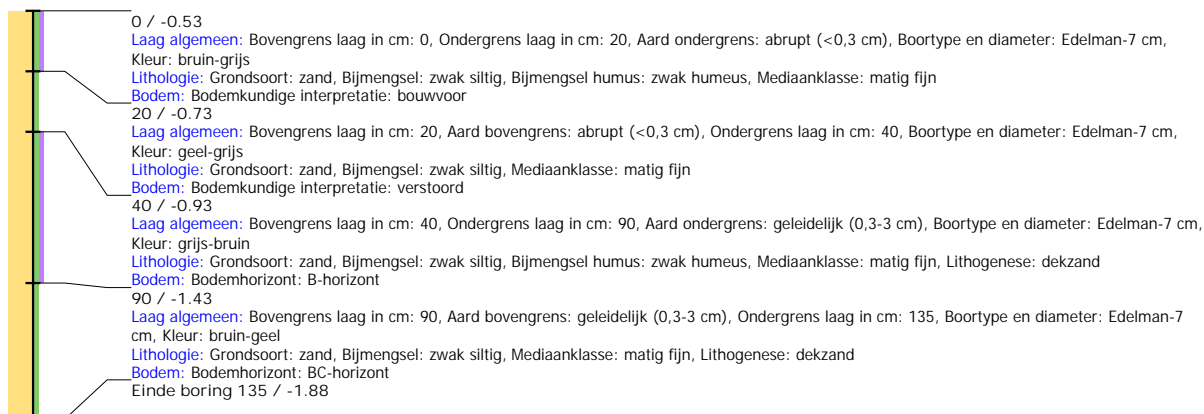 0 / -0.53
Laag algemeen: Bovengrens laag in cm: 0, Ondergrens laag in cm: 20, Aard ondergrens: abrupt (<0,3 cm), Boortype en diameter: Edelman-7 cm,
Kleur: bruin-grijs
Lithologie: Grondsoort: zand, Bijmengsel: zwak siltig, Bijmengsel humus: zwak humeus, Mediaanklasse: matig fijn
Bodem: Bodemkundige interpretatie: bouwvoor
20 / -0.73
Laag algemeen: Bovengrens laag in cm: 20, Aard bovengrens: abrupt (<0,3 cm), Ondergrens laag in cm: 40, Boortype en diameter: Edelman-7 cm,
Kleur: geel-grijs
Lithologie: Grondsoort: zand, Bijmengsel: zwak siltig, Mediaanklasse: matig fijn
Bodem: Bodemkundige interpretatie: verstoord
40 / -0.93
Laag algemeen: Bovengrens laag in cm: 40, Ondergrens laag in cm: 90, Aard ondergrens: geleidelijk (0,3-3 cm), Boortype en diameter: Edelman-7 cm,
Kleur: grijs-bruin
Lithologie: Grondsoort: zand, Bijmengsel: zwak siltig, Bijmengsel humus: zwak humeus, Mediaanklasse: matig fijn, Lithogenese: dekzand
Bodem: Bodemhorizont: B-horizont
90 / -1.43
Laag algemeen: Bovengrens laag in cm: 90, Aard bovengrens: geleidelijk (0,3-3 cm), Ondergrens laag in cm: 135, Boortype en diameter: Edelman-7
cm, Kleur: bruin-geel
Lithologie: Grondsoort: zand, Bijmengsel: zwak siltig, Mediaanklasse: matig fijn, Lithogenese: dekzand
Bodem: Bodemhorizont: BC-horizont
Einde boring 135 / -1.88